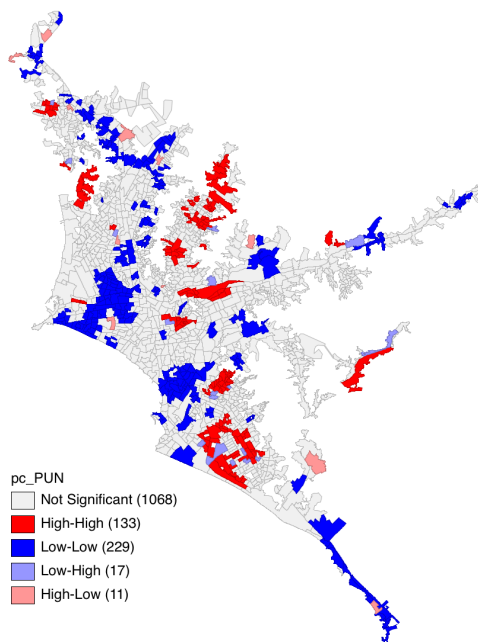 pc_PUN
Not Significant (1068)
High-High (133)
Low-Low (229)
Low-High (17)
High-Low (11)